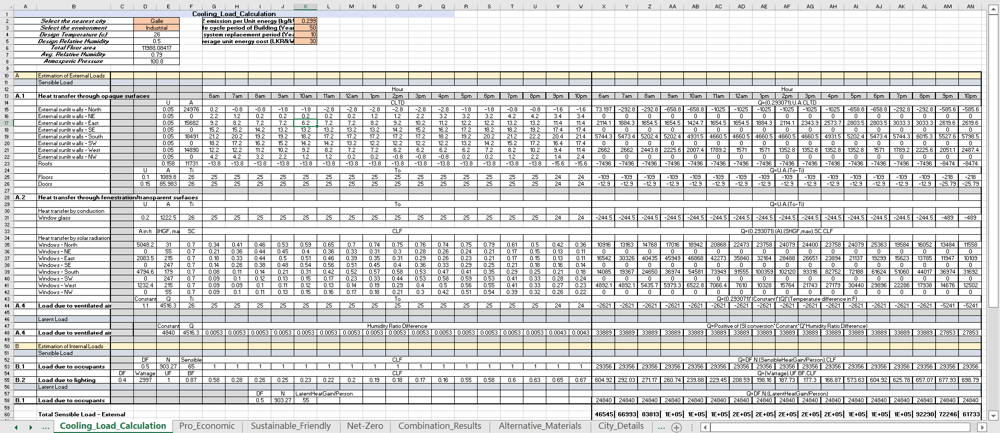 A B C D E F G H I J K L M N O P Q R S T U V W X Y Z AA AB AC AD AE AF AG AH AI AJ AK AL AM AN
1 Cooling_Load_Calculation
2 Select the nearest city Galle 2 emission per Unit energy (kg/k 0.299
3 Select the environment Industrial fe cycle period of Building (Year 50
4 Design Temperature (c) 26 system replacement period (Yea 10
5 Design Relative Humidity 0.5 verage unit energy cost (LKR/kW 30
6 Total Floor area 11988.08417
7 Avg. Relative Humidity 0.79
8 Atmosperic Pressure 100.8
9
10 A Estimation of External Loads
11 Sensible Load
12 Hour Hour
13 A.1 Heat transfer through opaque surfaces 6am 7am 8am 9am 10am 11am 12am 1pm 2pm 3pm 4pm 5pm 6pm 7pm 8pm 9pm 10pm 6am 7am 8am 9am 10am 11am 12am 1pm 2pm 3pm 4pm 5pm 6pm 7pm 8pm 9pm 10pm
14 U A CLTD Q=(0.293071).U.A.CLTD
15 External sunlit walls - North 0.05 24976 0.2 -0.8 -0.8 -1.8 -1.8 -2.8 -2.8 -2.8 -2.8 -2.8 -2.8 -1.8 -1.8 -0.8 -0.8 -1.6 -1.6 73.197 -292.8 -292.8 -658.8 -658.8 -1025 -1025 -1025 -1025 -1025 -1025 -658.8 -658.8 -292.8 -292.8 -585.6 -585.6
16 External sunlit walls - NE 0.05 0 2.2 1.2 0.2 0.2 0.2 0.2 0.2 1.2 1.2 2.2 3.2 3.2 3.2 4.2 4.2 3.4 3.4 0 0 0 0 0 0 0 0 0 0 0 0 0 0 0 0 0
17 External sunlit walls - East 0.05 15682 9.2 8.2 7.2 7.2 6.2 7.2 7.2 8.2 9.2 10.2 11.2 12.2 12.2 13.2 13.2 11.4 11.4 2114.1 1884.3 1654.5 1654.5 1424.7 1654.5 1654.5 1884.3 2114.1 2343.9 2573.7 2803.5 2803.5 3033.3 3033.3 2619.6 2619.6
18 External sunlit walls - SE 0.05 0 15.2 15.2 14.2 13.2 13.2 13.2 13.2 13.2 14.2 15.2 16.2 17.2 18.2 18.2 19.2 17.4 17.4 0 0 0 0 0 0 0 0 0 0 0 0 0 0 0 0 0
19 External sunlit walls - South 0.05 18491 21.2 20.2 19.2 19.2 18.2 17.2 17.2 17.2 17.2 17.2 18.2 19.2 20.2 21.2 22.2 20.4 21.4 5744.3 5473.4 5202.4 5202.4 4931.5 4660.5 4660.5 4660.5 4660.5 4660.5 4931.5 5202.4 5473.4 5744.3 6015.3 5527.6 5798.5
20 External sunlit walls - SW 0.05 0 18.2 17.2 16.2 15.2 14.2 14.2 13.2 12.2 12.2 12.2 12.2 13.2 14.2 15.2 17.2 16.4 17.4 0 0 0 0 0 0 0 0 0 0 0 0 0 0 0 0 0
21 External sunlit walls - West 0.05 14890 12.2 12.2 11.2 10.2 9.2 8.2 7.2 7.2 6.2 6.2 6.2 6.2 7.2 8.2 10.2 9.4 11.4 2662 2662 2443.8 2225.6 2007.4 1789.2 1571 1571 1352.8 1352.8 1352.8 1352.8 1571 1789.2 2225.6 2051.1 2487.4
22 External sunlit walls - NW 0.05 0 4.2 4.2 3.2 2.2 1.2 1.2 0.2 0.2 -0.8 -0.8 -0.8 0.2 0.2 1.2 2.2 1.4 2.4 0 0 0 0 0 0 0 0 0 0 0 0 0 0 0 0 0
23 Roofs 0.158 11731 -13.8 -13.8 -13.8 -13.8 -13.8 -13.8 -13.8 -13.8 -13.8 -13.8 -13.8 -13.8 -13.8 -13.8 -13.8 -15.6 -15.6 -7496 -7496 -7496 -7496 -7496 -7496 -7496 -7496 -7496 -7496 -7496 -7496 -7496 -7496 -7496 -8474 -8474
24 U A Ti To Q=U.A.(To-Ti)
25 Floors 0.1 1089.8 26 25 25 25 25 25 25 25 25 25 25 25 25 25 25 25 24 24 -109 -109 -109 -109 -109 -109 -109 -109 -109 -109 -109 -109 -109 -109 -109 -218 -218
26 Doors 0.15 85.983 26 25 25 25 25 25 25 25 25 25 25 25 25 25 25 25 24 24 -12.9 -12.9 -12.9 -12.9 -12.9 -12.9 -12.9 -12.9 -12.9 -12.9 -12.9 -12.9 -12.9 -12.9 -12.9 -25.79 -25.79
27
28 A.2 Heat transfer through fenestration/transparent surfaces
29 U A Ti To Q=U.A.(To-Ti)
30 Heat transfer by conduction
31 Window glass 0.2 1222.5 26 25 25 25 25 25 25 25 25 25 25 25 25 25 25 25 24 24 -244.5 -244.5 -244.5 -244.5 -244.5 -244.5 -244.5 -244.5 -244.5 -244.5 -244.5 -244.5 -244.5 -244.5 -244.5 -489 -489
32
33 A in ft SHGF, ma SC CLF Q=(0.293071).(A).(SHGF,max).SC.CLF
34 Heat transfer by solar radiation
35 Windows - North 5048.2 31 0.7 0.34 0.41 0.46 0.53 0.59 0.65 0.7 0.74 0.75 0.76 0.74 0.75 0.79 0.61 0.5 0.42 0.36 10916 13163 14768 17016 18942 20868 22473 23758 24079 24400 23758 24079 25363 19584 16052 13484 11558
36 Windows - NE 0 55 0.7 0.21 0.36 0.44 0.45 0.4 0.36 0.33 0.31 0.3 0.28 0.26 0.24 0.21 0.17 0.15 0.13 0.11 0 0 0 0 0 0 0 0 0 0 0 0 0 0 0 0 0
37 Windows - East 2083.5 215 0.7 0.18 0.33 0.44 0.5 0.51 0.46 0.39 0.35 0.31 0.29 0.26 0.23 0.21 0.17 0.15 0.13 0.11 16542 30326 40435 45949 46868 42273 35840 32164 28488 26651 23894 21137 19299 15623 13785 11947 10109
38 Windows - SE 0 247 0.7 0.14 0.26 0.38 0.48 0.54 0.56 0.51 0.45 0.4 0.36 0.33 0.29 0.25 0.21 0.18 0.16 0.14 0 0 0 0 0 0 0 0 0 0 0 0 0 0 0 0 0
39 Windows - South 4794.6 179 0.7 0.08 0.11 0.14 0.21 0.31 0.42 0.52 0.57 0.58 0.53 0.47 0.41 0.35 0.29 0.25 0.21 0.18 14085 19367 24650 36974 54581 73949 91555 100359 102120 93316 82752 72188 61624 51060 44017 36974 31692
40 Windows - SW 0 247 0.7 0.09 0.1 0.12 0.13 0.15 0.17 0.23 0.33 0.44 0.53 0.58 0.59 0.53 0.41 0.33 0.28 0.24 0 0 0 0 0 0 0 0 0 0 0 0 0 0 0 0 0
41 Windows - West 1232.4 215 0.7 0.09 0.09 0.1 0.11 0.12 0.13 0.14 0.19 0.29 0.4 0.5 0.56 0.55 0.41 0.33 0.27 0.23 4892.1 4892.1 5435.7 5979.3 6522.8 7066.4 7610 10328 15764 21743 27179 30440 29896 22286 17938 14676 12502
42 Windows - NW 0 55 0.7 0.09 0.1 0.11 0.13 0.15 0.16 0.17 0.18 0.21 0.3 0.42 0.51 0.54 0.39 0.32 0.26 0.22 0 0 0 0 0 0 0 0 0 0 0 0 0 0 0 0 0
43 Constant Q Ti To Q=(0.293071)*(Constant)*(Q)*(Temperature difference in F)
44 A.4 Load due to ventilated air 1.1 4516.3 26 25 25 25 25 25 25 25 25 25 25 25 25 25 25 25 24 24 -2621 -2621 -2621 -2621 -2621 -2621 -2621 -2621 -2621 -2621 -2621 -2621 -2621 -2621 -2621 -5241 -5241
45
46 Latent Load
47 Constant Q Humidity Ratio Difference Q=Positive of (SI conversion*Constant*Q*Humidity Ratio Difference)
48 A.4 Load due to ventilated air 4840 4516.3 0.0053 0.0053 0.0053 0.0053 0.0053 0.0053 0.0053 0.0053 0.0053 0.0053 0.0053 0.0053 0.0053 0.0053 0.0053 0.0043 0.0043 33889 33889 33889 33889 33889 33889 33889 33889 33889 33889 33889 33889 33889 33889 33889 27853 27853
49
50 B Estimation of Internal Loads
51 Sensible Load
52 DF N Sensible CLF Q=DF.N.(SensibleHeatGain/Person).CLF
53 B.1 Load due to occupants 0.5 903.27 65 1 1 1 1 1 1 1 1 1 1 1 1 1 1 1 1 1 29356 29356 29356 29356 29356 29356 29356 29356 29356 29356 29356 29356 29356 29356 29356 29356 29356
54 DF Wattage UF BF CLF Q=(Wattage).UF.BF.CLF
55 B.2 Load due to lighting 0.4 2997 1 0.87 0.58 0.28 0.26 0.25 0.23 0.22 0.2 0.19 0.18 0.17 0.16 0.55 0.58 0.6 0.63 0.65 0.67 604.92 292.03 271.17 260.74 239.88 229.45 208.59 198.16 187.73 177.3 166.87 573.63 604.92 625.78 657.07 677.93 698.79
56 Latent Load
57 DF N LatentHeatGain/Person Q=DF.N.(LatentHeatGain/Person)
58 B.1 Load due to occupants 0.5 903.27 55 24840 24840 24840 24840 24840 24840 24840 24840 24840 24840 24840 24840 24840 24840 24840 24840 24840
59
60 Total Sensible Load - External 46545 66993 83813 1E+05 1E+05 1E+05 2E+05 2E+05 2E+05 2E+05 2E+05 1E+05 1E+05 1E+05 92290 72246 61733
... Cooling_Load_Calculation Pro_Economic Sustainable_Friendly Net-Zero Combination_Results Alternative_Materials City_Details ...